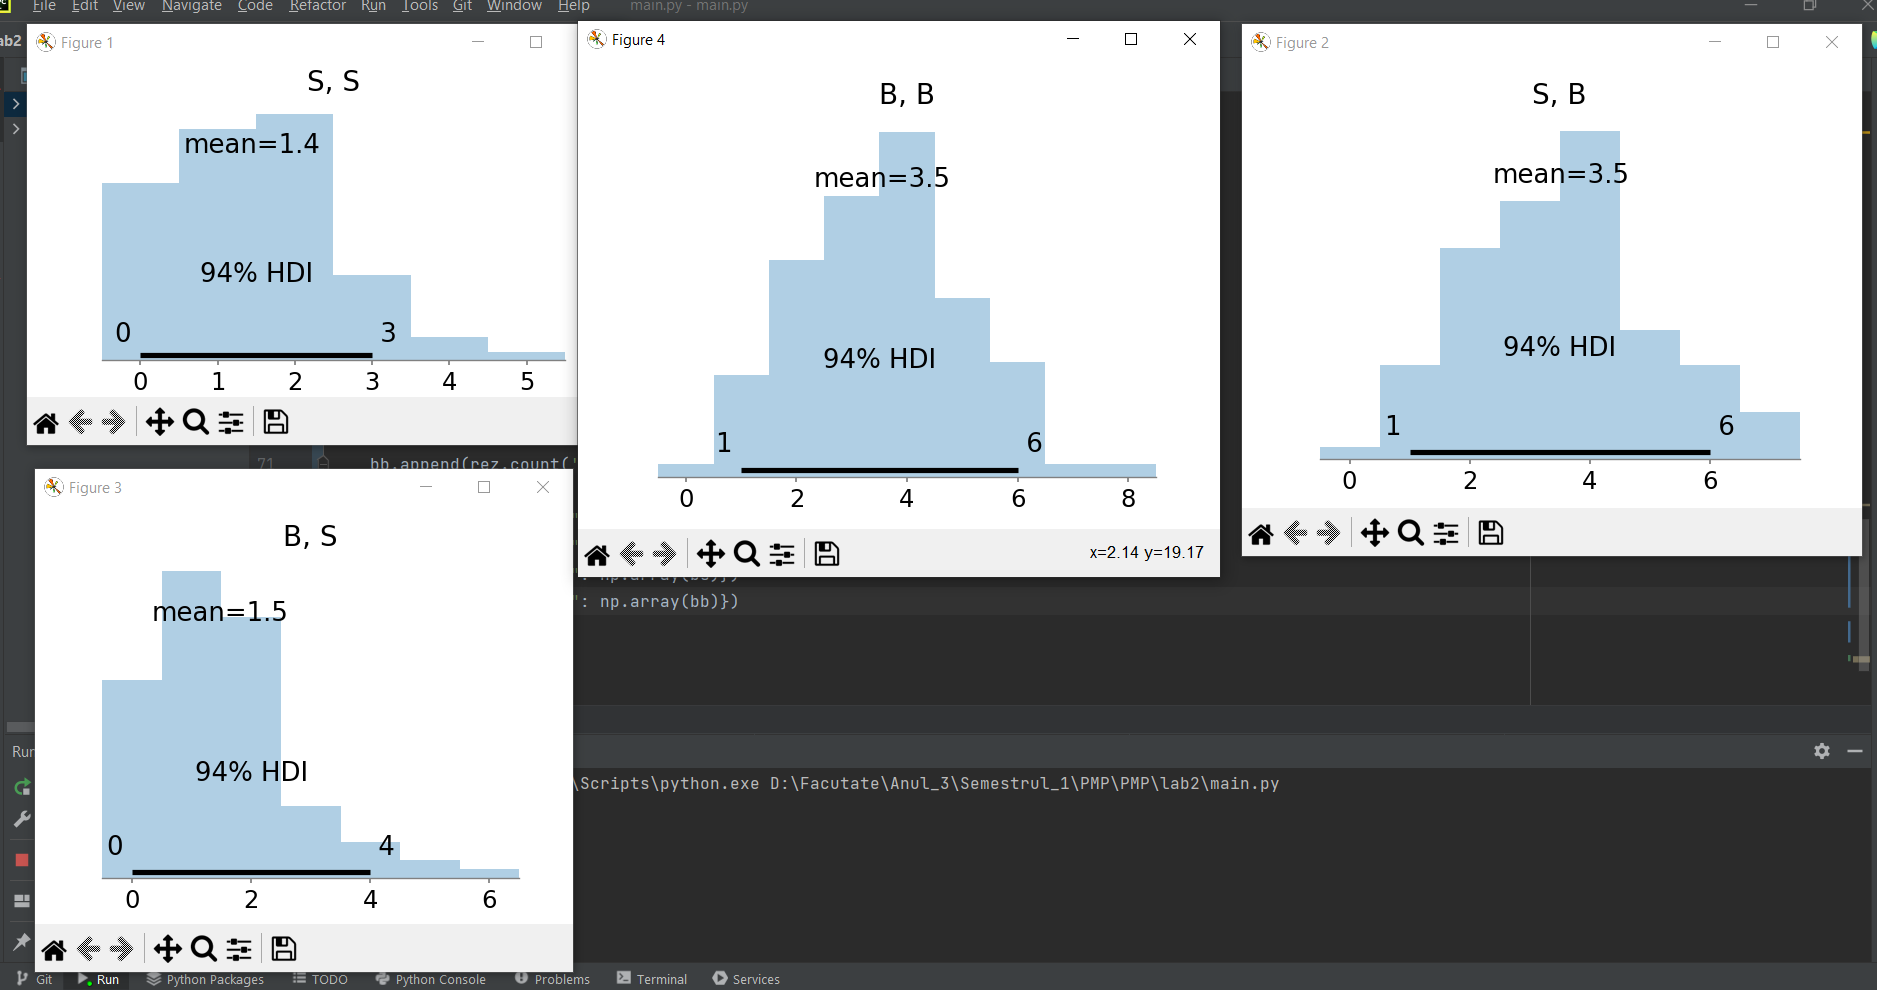 File Edit View Navigate Code Refactor Run Tools Git Window Help main.py - main.py
ab2
Figure 1
S, S
mean=1.4
94% HDI
0 3
0 1 2 3 4 5
Figure 4
B, B
mean=3.5
94% HDI
1 6
0 2 4 6 8
x=2.14 y=19.17
Figure 2
S, B
mean=3.5
94% HDI
1 6
0 2 4 6
71 bb.append(rez.count('
Figure 3
B, S
mean=1.5
94% HDI
0 4
0 2 4 6
": np.array(bb)})
Run
\Scripts\python.exe D:\Facutate\Anul_3\Semestrul_1\PMP\PMP\lab2\main.py
Git Run Python Packages TODO Python Console Problems Terminal Services